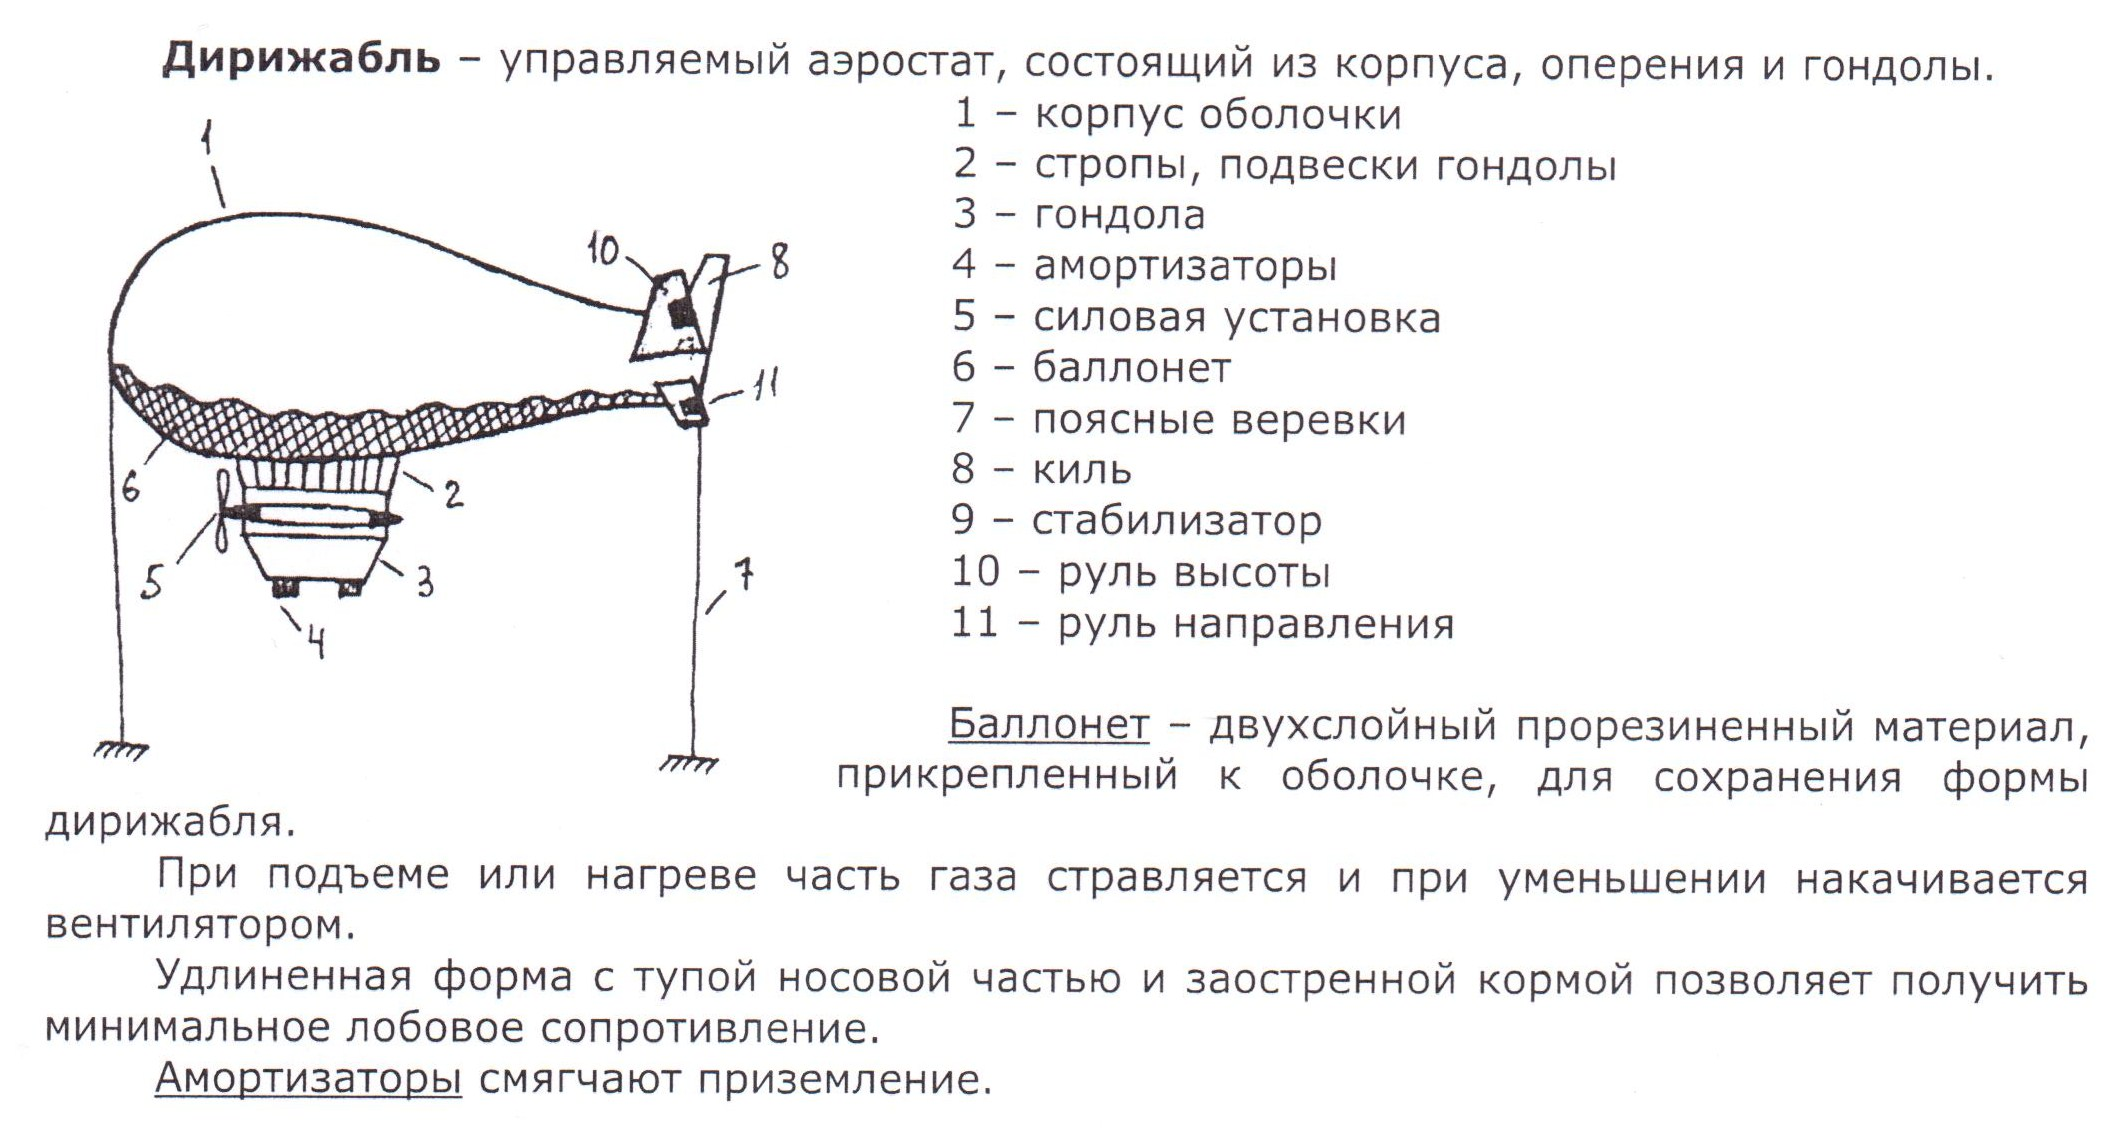 Дирижабль – управляемый аэростат, состоящий из корпуса, оперения и гондолы.
1 – корпус оболочки
2 – стропы, подвески гондолы
3 – гондола
4 – амортизаторы
5 – силовая установка
6 – баллонет
7 – поясные веревки
8 – киль
9 – стабилизатор
10 – руль высоты
11 – руль направления
1
10
8
11
6
2
5
3
7
4
Баллонет – двухслойный прорезиненный материал,
прикрепленный к оболочке, для сохранения формы
дирижабля.
При подъеме или нагреве часть газа стравляется и при уменьшении накачивается
вентилятором.
Удлиненная форма с тупой носовой частью и заостренной кормой позволяет получить
минимальное лобовое сопротивление.
Амортизаторы смягчают приземление.